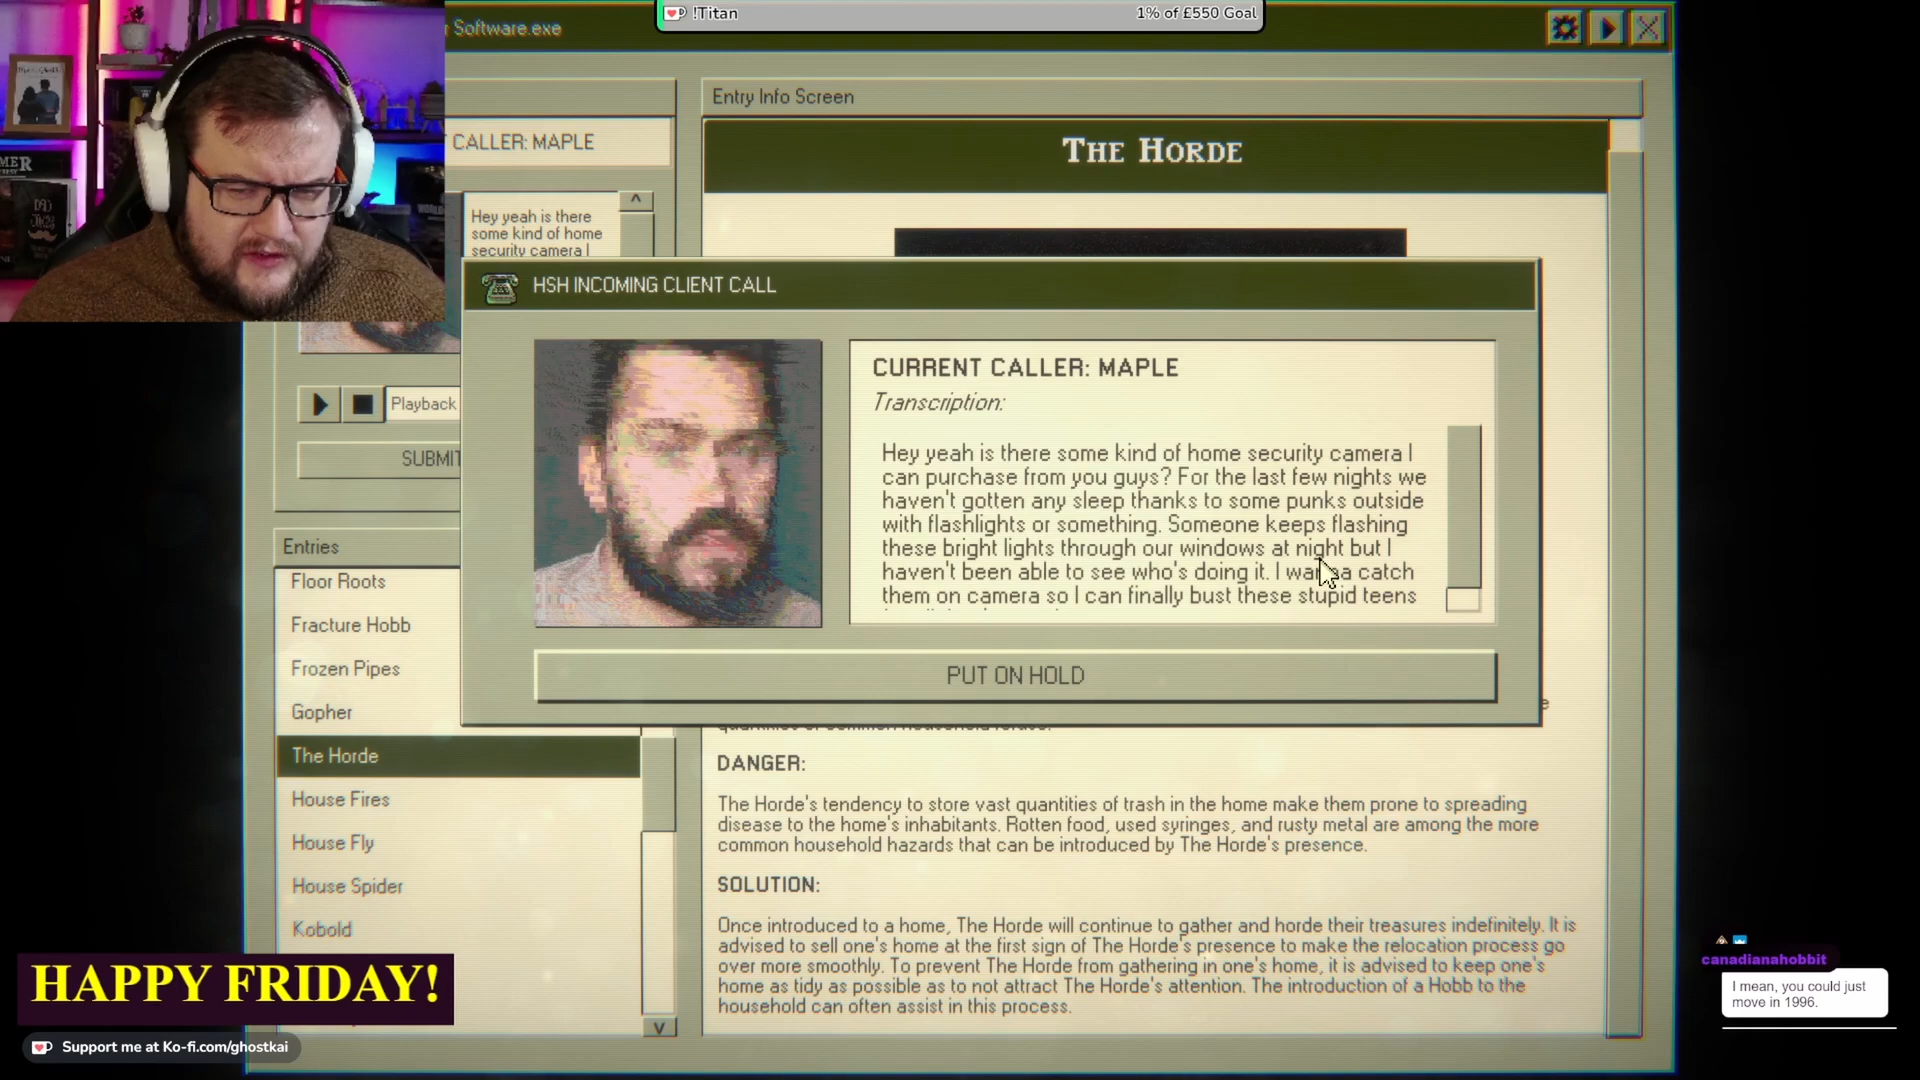 !Titan
1% of £550 Goal
Software.exe
Entry Info Screen
CALLER: MAPLE
THE HORDE
Hey yeah is there
some kind of home
security camera I
HSH INCOMING CLIENT CALL
CURRENT CALLER: MAPLE
Transcription:
Hey yeah is there some kind of home security camera I
can purchase from you guys? For the last few nights we
haven't gotten any sleep thanks to some punks outside
with flashlights or something. Someone keeps flashing
these bright lights through our windows at night but I
haven't been able to see who's doing it. I wanna catch
them on camera so I can finally bust these stupid teens
PUT ON HOLD
Playback
SUBMIT
Entries
Floor Roots
Fracture Hobb
Frozen Pipes
Gopher
The Horde
House Fires
House Fly
House Spider
Kobold
DANGER:
The Horde's tendency to store vast quantities of trash in the home make them prone to spreading
disease to the home's inhabitants. Rotten food, used syringes, and rusty metal are among the more
common household hazards that can be introduced by The Horde's presence.
SOLUTION:
Once introduced to a home, The Horde will continue to gather and horde their treasures indefinitely. It is
advised to sell one's home at the first sign of The Horde's presence to make the relocation process go
over more smoothly. To prevent The Horde from gathering in one's home, it is advised to keep one's
home as tidy as possible as to not attract The Horde's attention. The introduction of a Hobb to the
household can often assist in this process.
HAPPY FRIDAY!
Support me at Ko-fi.com/ghostkai
canadianahobbit
I mean, you could just
move in 1996.